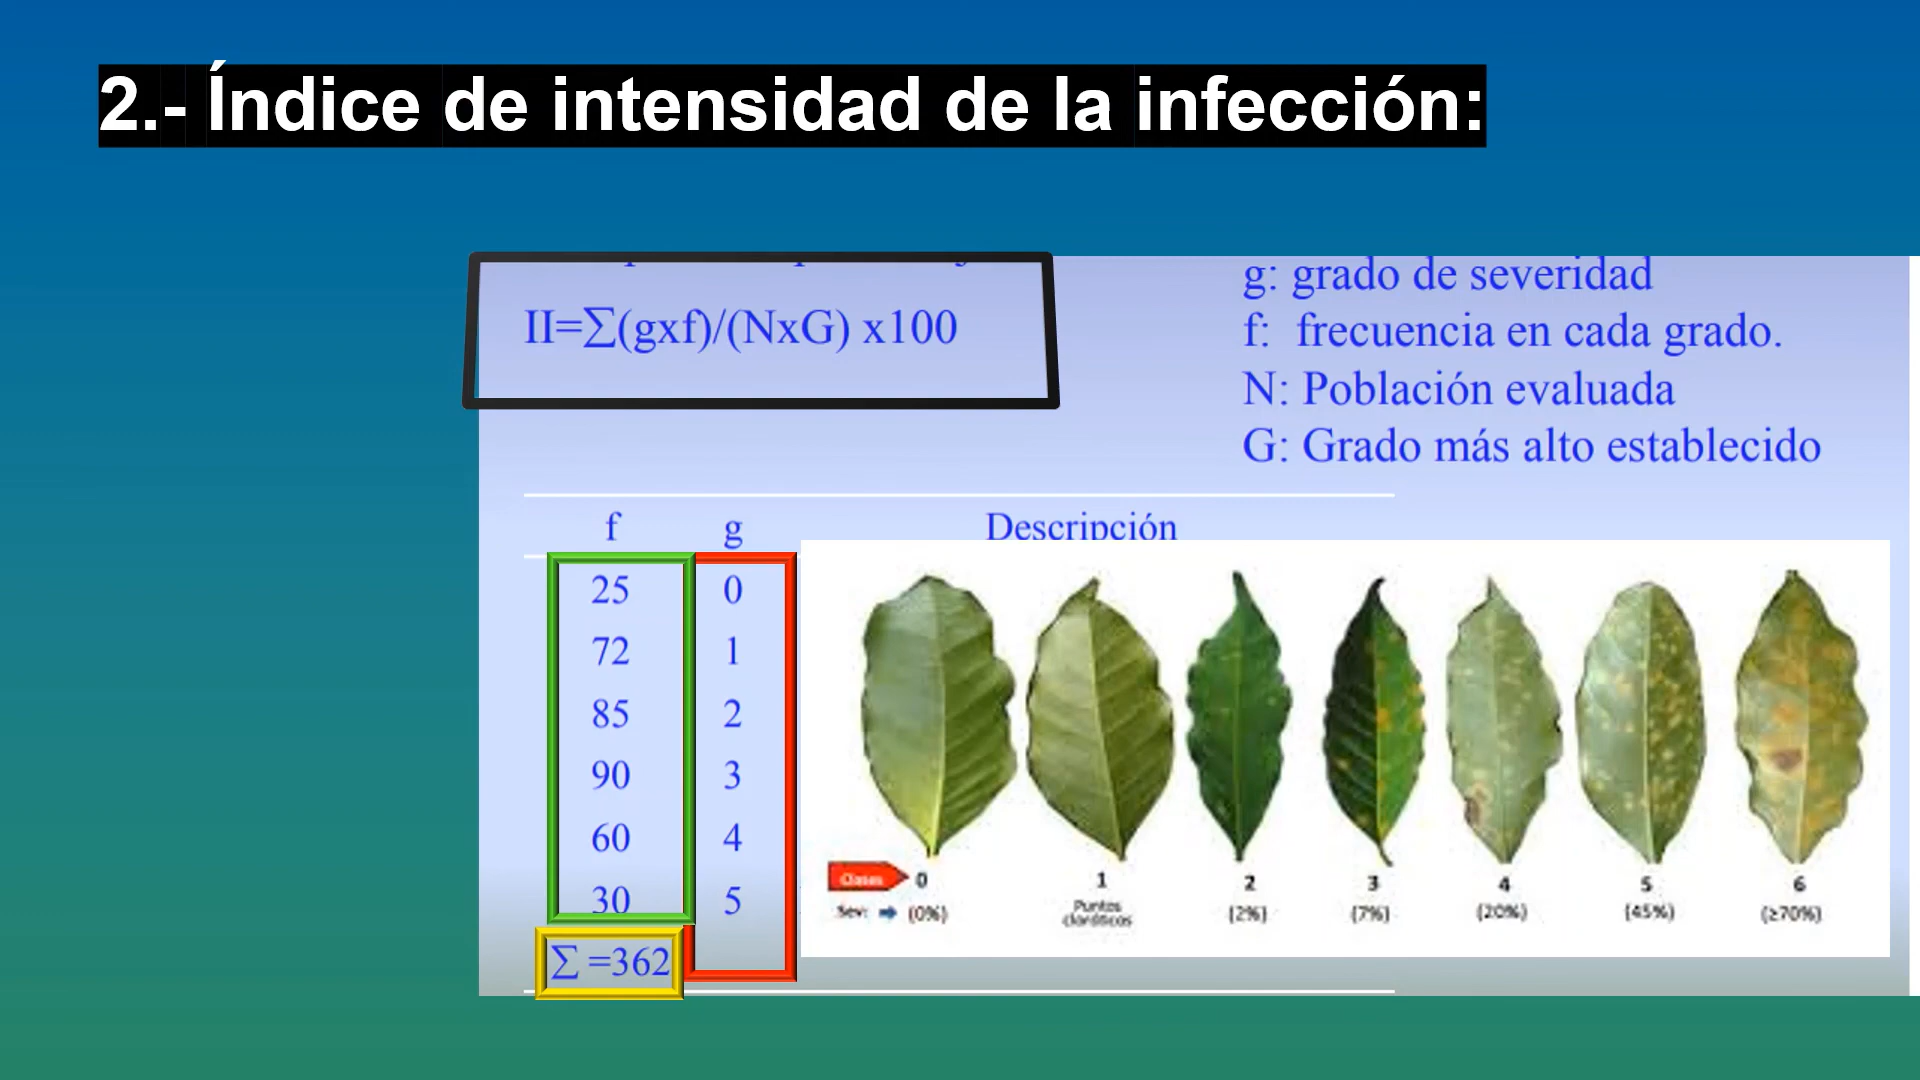 2.- Índice de intensidad de la infección:
II=∑(gxf)/(NxG) x100
g: grado de severidad
f: frecuencia en cada grado.
N: Población evaluada
G: Grado más alto establecido
f g Descripción
25 0
72 1
85 2
90 3
60 4
30 5
∑ =362
Clases 0 1 2 3 4 5 6
Sev: (0%) Puntos cloróticos (2%) (7%) (20%) (45%) (≥70%)